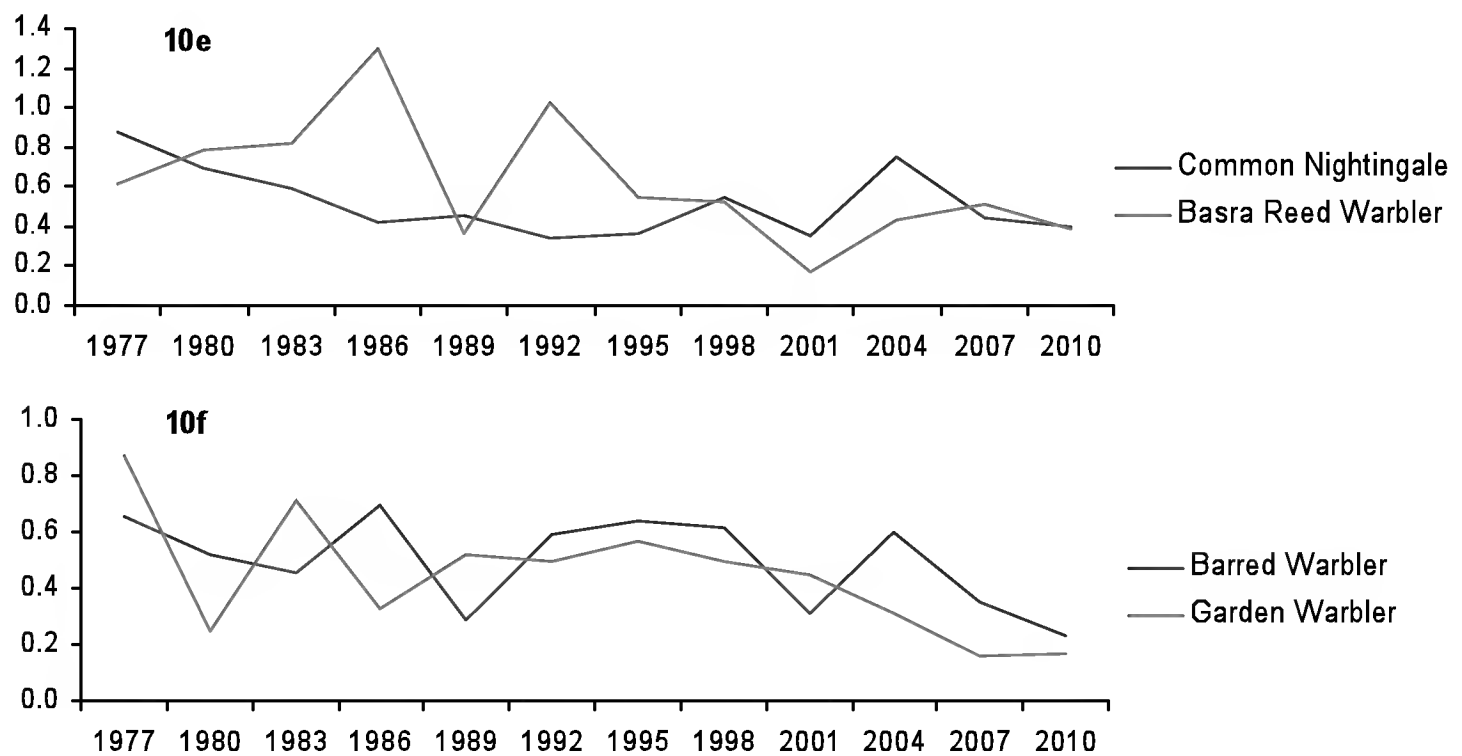 10e
1.4
1.2
1.0
0.8
0.6
0.4
0.2
0.0
1977 1980 1983 1986 1989 1992 1995 1998 2001 2004 2007 2010
Common Nightingale
Basra Reed Warbler
10f
1.0
0.8
0.6
0.4
0.2
0.0
1977 1980 1983 1986 1989 1992 1995 1998 2001 2004 2007 2010
Barred Warbler
Garden Warbler